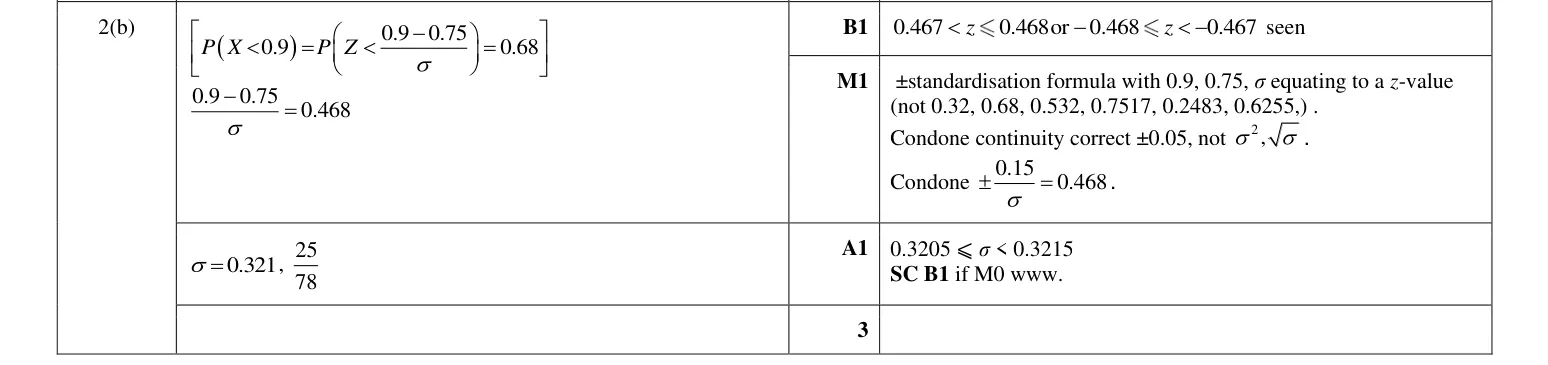 2(b)
[P(X<0.9)=P(Z< (0.9−0.75)/σ)=0.68]
(0.9−0.75)/σ =0.468
B1
0.467 < z ⩽ 0.468or −0.468 ⩽ z < −0.467 seen
M1
±standardisation formula with 0.9, 0.75, σ equating to a z-value
(not 0.32, 0.68, 0.532, 0.7517, 0.2483, 0.6255,) .
Condone continuity correct ±0.05, not σ², √σ .
Condone ± 0.15/σ =0.468 .
σ=0.321, 25/78
A1
0.3205 ⩽ σ < 0.3215
SC B1 if M0 www.
3